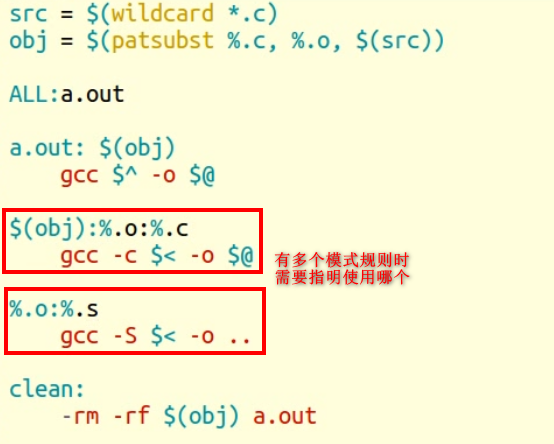 src = $(wildcard *.c)
obj = $(patsubst %.c, %.o, $(src))
ALL:a.out
a.out: $(obj)
gcc $^ -o $@
$(obj):%.o:%.c
gcc -c $< -o $@
有多个模式规则时
需要指明使用哪个
%.o:%.s
gcc -S $< -o ..
clean:
-rm -rf $(obj) a.out